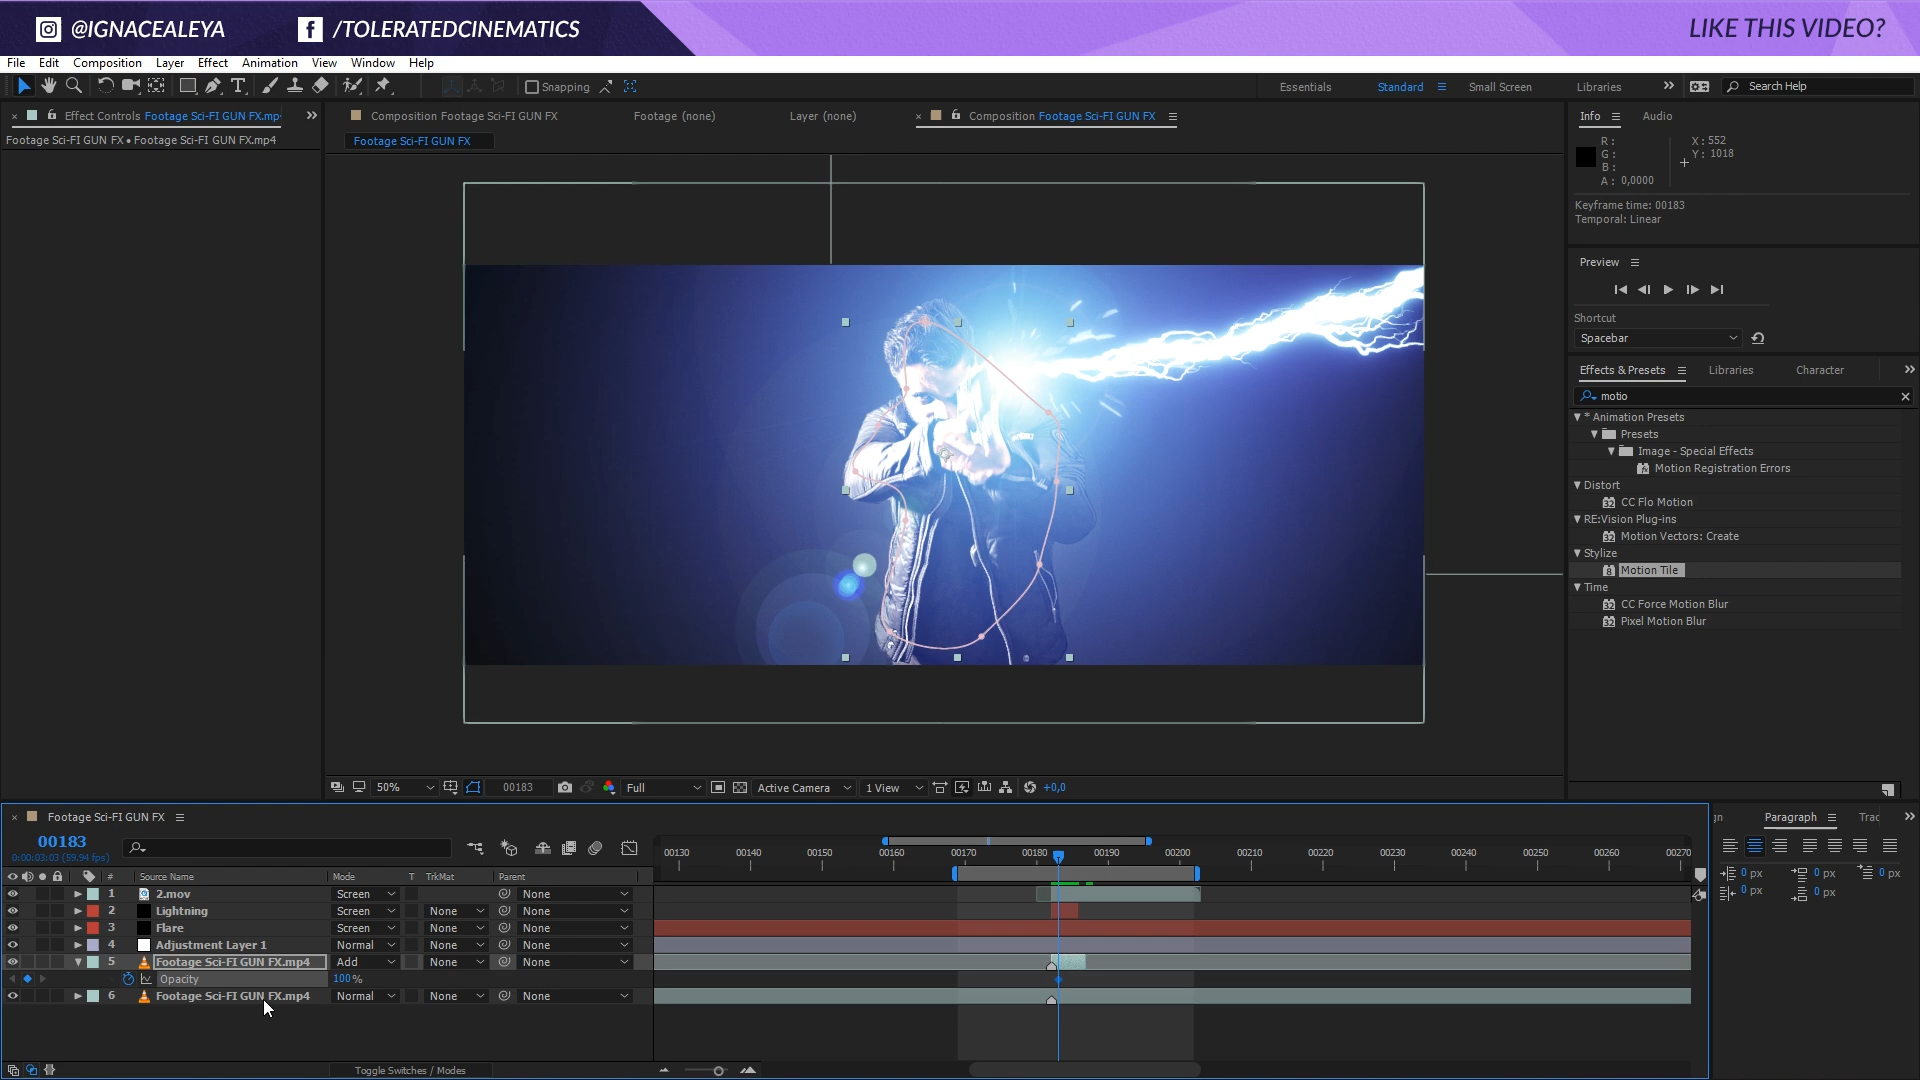 @IGNACEALEYA
/TOLERATEDCINEMATICS
LIKE THIS VIDEO?
File Edit Composition Layer Effect Animation View Window Help
Snapping
Essentials Standard Small Screen Libraries
Search Help
Effect Controls Footage Sci-FI GUN FX.mp
Composition Footage Sci-FI GUN FX
Footage (none)
Layer (none)
Composition Footage Sci-FI GUN FX
Info Audio
Footage Sci-FI GUN FX • Footage Sci-FI GUN FX.mp4
Footage Sci-FI GUN FX
R :
G :
B :
A : 0,0000
X : 552
Y : 1018
Keyframe time: 00183
Temporal: Linear
Preview
Shortcut
Spacebar
Effects & Presets Libraries Character
motio
* Animation Presets
Presets
Image - Special Effects
Motion Registration Errors
Distort
CC Flo Motion
RE:Vision Plug-ins
Motion Vectors: Create
Stylize
Motion Tile
Time
CC Force Motion Blur
Pixel Motion Blur
50% 00183 Full Active Camera 1 View +0,0
Footage Sci-FI GUN FX
00183
0:00:03:03 (59.94 fps)
00130 00140 00150 00160 00170 00180 00190 00200 00210 00220 00230 00240 00250 00260 00270
# Source Name Mode T TrkMat Parent
1 2.mov Screen None
2 Lightning Screen None None
3 Flare Screen None None
4 Adjustment Layer 1 Normal None None
5 Footage Sci-FI GUN FX.mp4 Add None None
Opacity 100 %
6 Footage Sci-FI GUN FX.mp4 Normal None None
Toggle Switches / Modes
gn Paragraph Trac
0 px 0 px 0 px
0 px 0 px